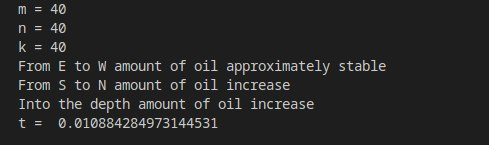 m = 40
n = 40
k = 40
From E to W amount of oil approximately stable
From S to N amount of oil increase
Into the depth amount of oil increase
t =  0.010884284973144531